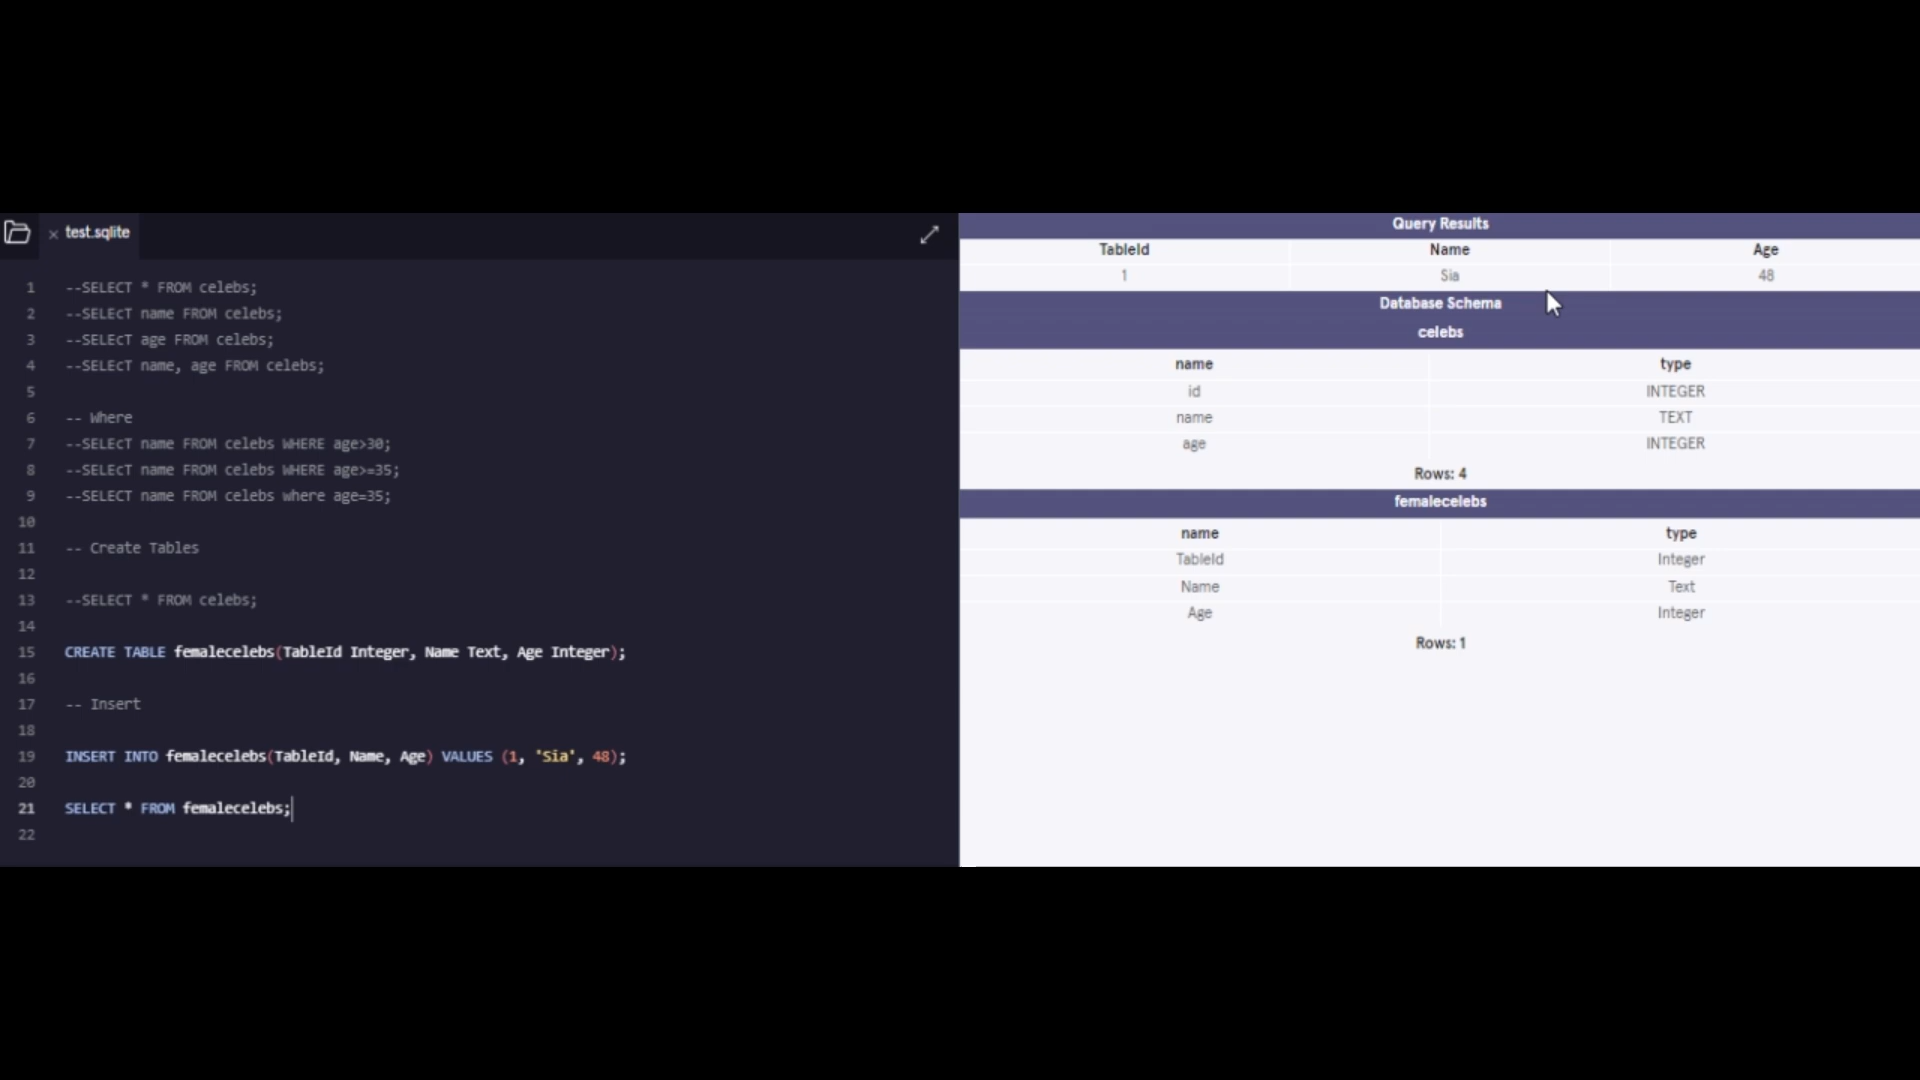 test.sqlite
1 --SELECT * FROM celebs;
2 --SELEcT name FROM celebs;
3 --SELEcT age FROM celebs;
4 --SELEcT name, age FROM celebs;
5
6 -- Where
7 --SELEcT name FROM celebs WHERE age>30;
8 --SELEcT name FROM celebs WHERE age>=35;
9 --SELECT name FROM celebs where age=35;
10
11 -- Create Tables
12
13 --SELECT * FROM celebs;
14
15 CREATE TABLE femalecelebs(TableId Integer, Name Text, Age Integer);
16
17 -- Insert
18
19 INSERT INTO femalecelebs(TableId, Name, Age) VALUES (1, 'Sia', 48);
20
21 SELECT * FROM femalecelebs;
22
Query Results
TableId Name Age
1 Sia 48
Database Schema
celebs
name type
id INTEGER
name TEXT
age INTEGER
Rows: 4
femalecelebs
name type
TableId Integer
Name Text
Age Integer
Rows: 1